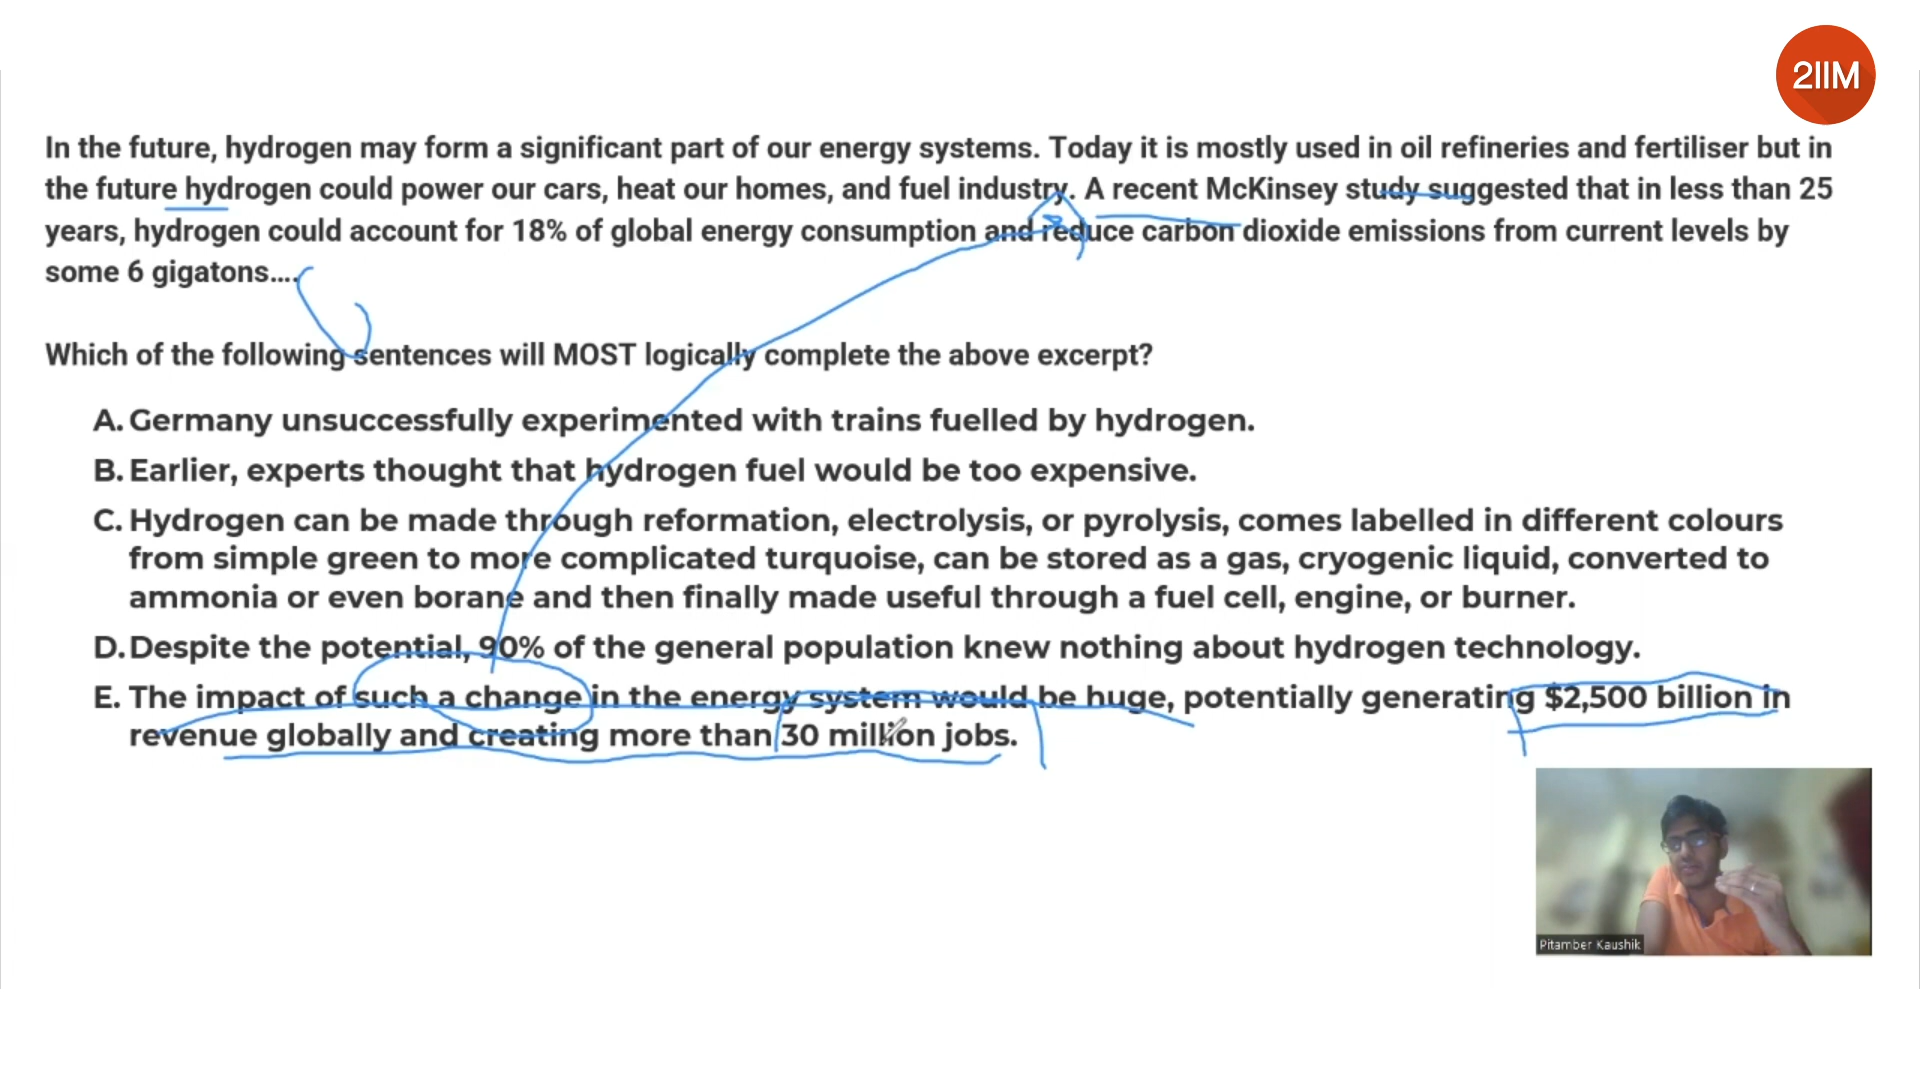 2IIM
In the future, hydrogen may form a significant part of our energy systems. Today it is mostly used in oil refineries and fertiliser but in
the future hydrogen could power our cars, heat our homes, and fuel industry. A recent McKinsey study suggested that in less than 25
years, hydrogen could account for 18% of global energy consumption and reduce carbon dioxide emissions from current levels by
some 6 gigatons....
Which of the following sentences will MOST logically complete the above excerpt?
A. Germany unsuccessfully experimented with trains fuelled by hydrogen.
B. Earlier, experts thought that hydrogen fuel would be too expensive.
C. Hydrogen can be made through reformation, electrolysis, or pyrolysis, comes labelled in different colours
from simple green to more complicated turquoise, can be stored as a gas, cryogenic liquid, converted to
ammonia or even borane and then finally made useful through a fuel cell, engine, or burner.
D. Despite the potential, 90% of the general population knew nothing about hydrogen technology.
E. The impact of such a change in the energy system would be huge, potentially generating $2,500 billion in
revenue globally and creating more than 30 million jobs.
Pitamber Kaushik